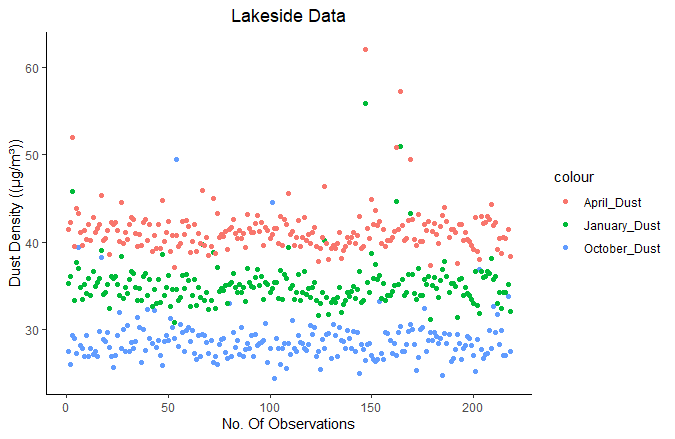 Lakeside Data
Dust Density ((µg/m³))
60
50
40
30
0
50
100
150
200
No. Of Observations
colour
April_Dust
January_Dust
October_Dust